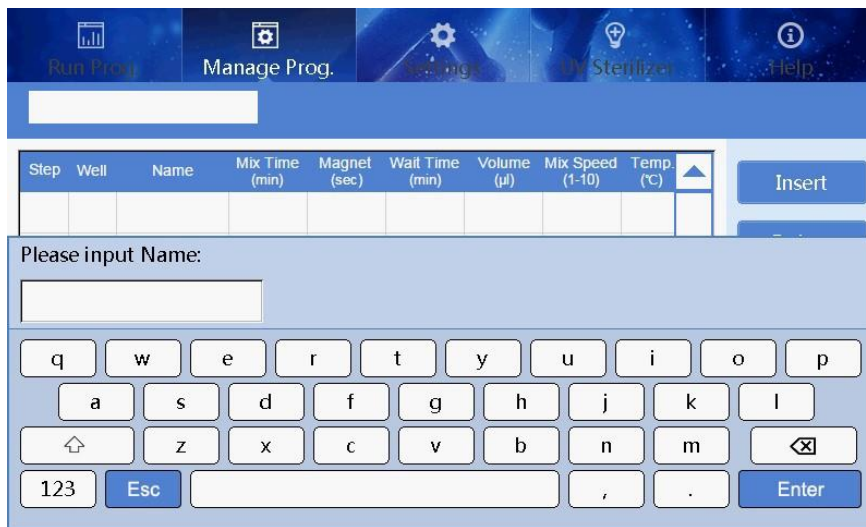 Run Prog.
Manage Prog.
Settings
UV Sterilizer
Help
Step Well Name Mix Time (min) Magnet (sec) Wait Time (min) Volume (µl) Mix Speed (1-10) Temp. (℃)
Insert
Please input Name:
q w e r t y u i o p
a s d f g h j k l
z x c v b n m
123 Esc , . Enter